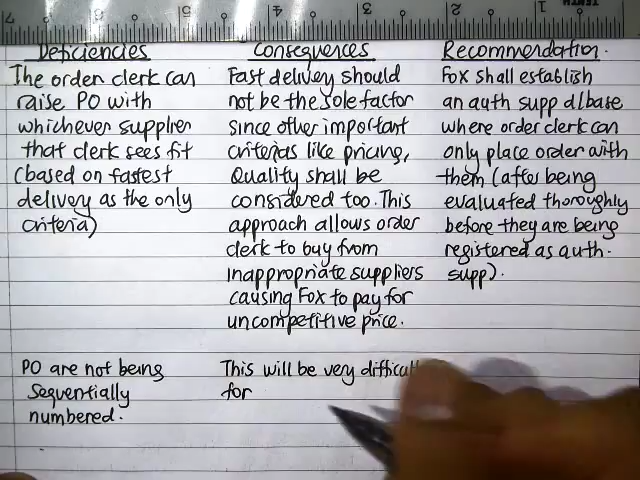 Deficiencies
The order clerk can
raise PO with
whichever supplier
that clerk sees fit
(based on fastest
delivery as the only
criteria)
Consequences
Fast delivery should
not be the sole factor
since other important
criterias like pricing,
Quality shall be
considered too. This
approach allows order
clerk to buy from
inappropriate suppliers
causing Fox to pay for
uncompetitive price.
Recommendation.
Fox shall establish
an auth supp d/base
where order clerk can
only place order with
them (after being
evaluated thoroughly
before they are being
registered as auth.
supp).
PO are not being
Sequentially
numbered.
This will be very difficult
for